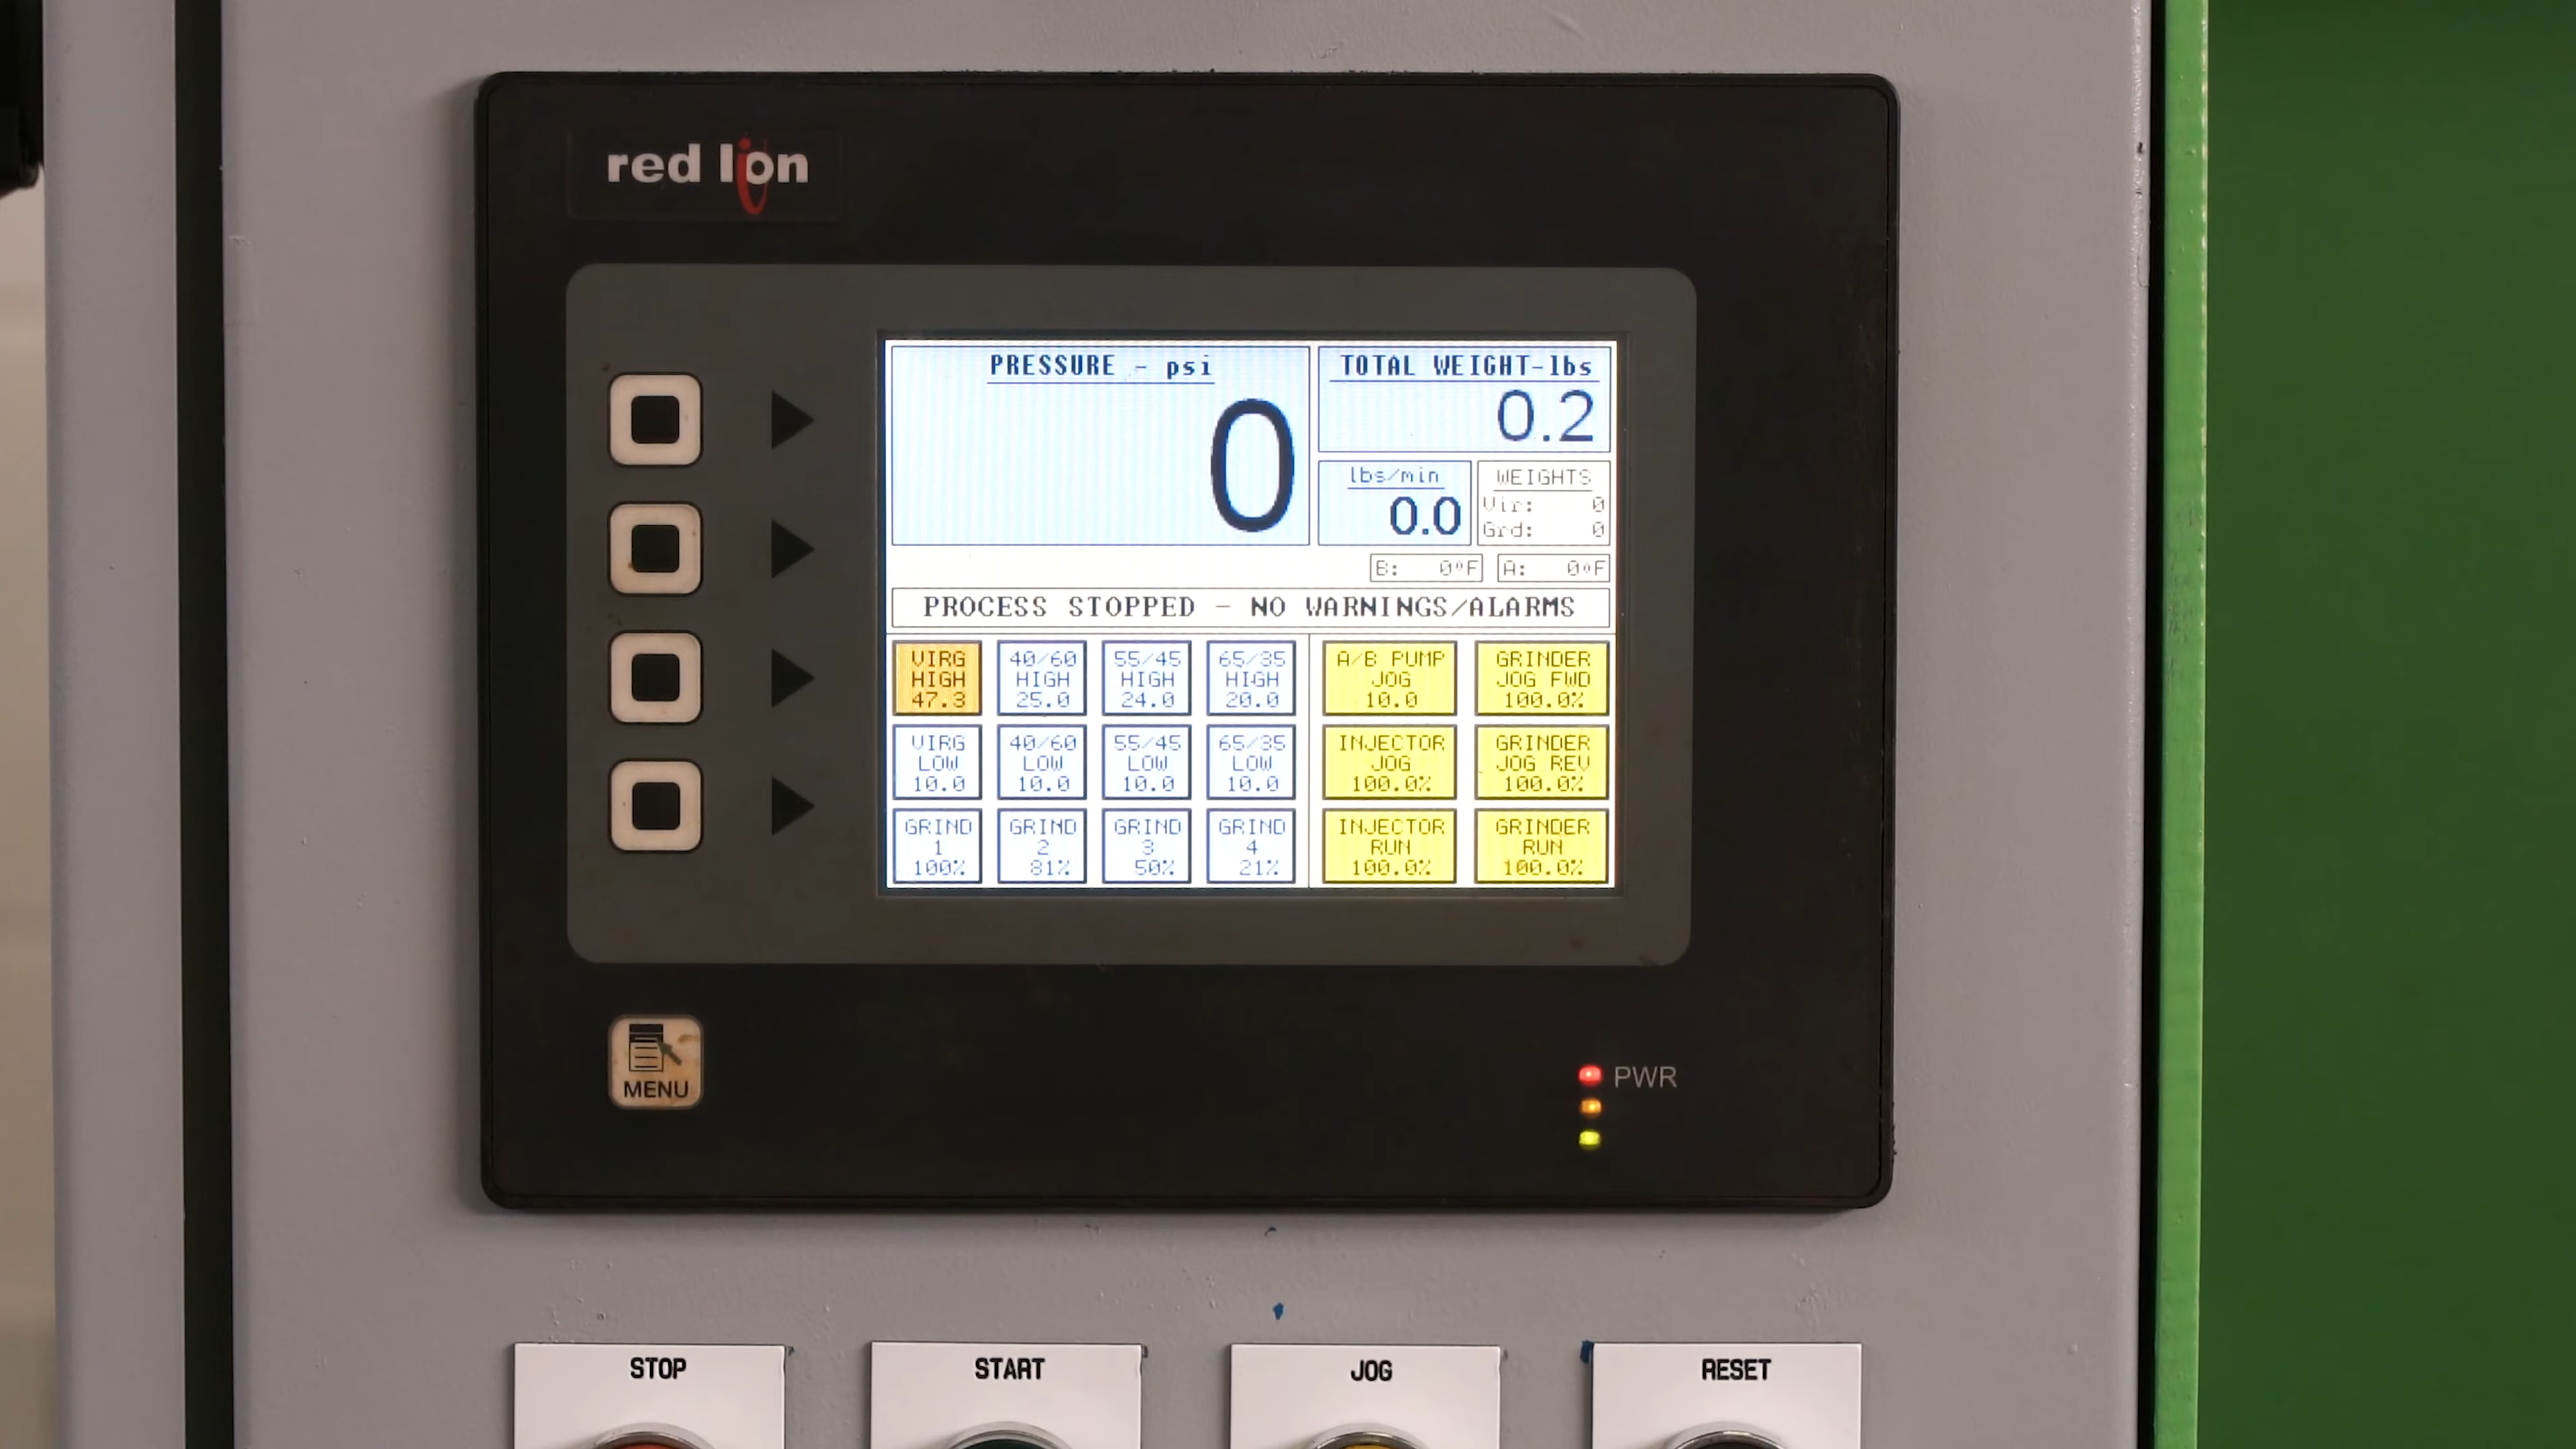 red lion
PRESSURE - psi
0
TOTAL WEIGHT-lbs
0.2
lbs/min
0.0
WEIGHTS
Vir: 0
Grd: 0
B: 0°F
A: 0°F
PROCESS STOPPED - NO WARNINGS/ALARMS
VIRG
HIGH
47.3
40/60
HIGH
25.0
55/45
HIGH
24.0
65/35
HIGH
20.0
A/B PUMP
JOG
10.0
GRINDER
JOG FWD
100.0%
VIRG
LOW
10.0
40/60
LOW
10.0
55/45
LOW
10.0
65/35
LOW
10.0
INJECTOR
JOG
100.0%
GRINDER
JOG REV
100.0%
GRIND
1
100%
GRIND
2
81%
GRIND
3
50%
GRIND
4
21%
INJECTOR
RUN
100.0%
GRINDER
RUN
100.0%
MENU
PWR
STOP
START
JOG
RESET